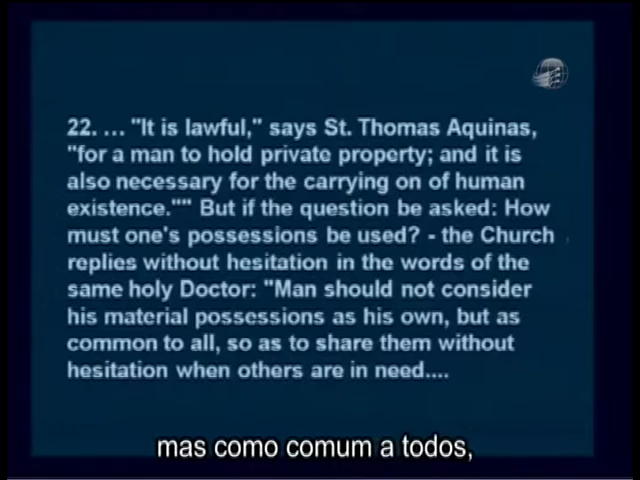 22. ... "It is lawful," says St. Thomas Aquinas,
"for a man to hold private property; and it is
also necessary for the carrying on of human
existence."" But if the question be asked: How
must one's possessions be used? - the Church
replies without hesitation in the words of the
same holy Doctor: "Man should not consider
his material possessions as his own, but as
common to all, so as to share them without
hesitation when others are in need....
mas como comum a todos,